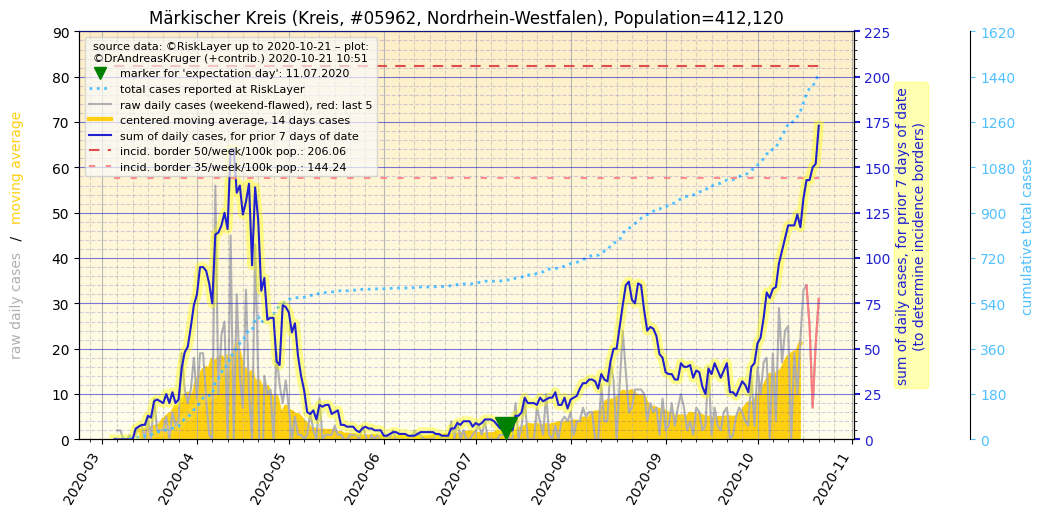 Märkischer Kreis (Kreis, #05962, Nordrhein-Westfalen), Population=412,120
source data: ©RiskLayer up to 2020-10-21 – plot:
©DrAndreasKruger (+contrib.) 2020-10-21 10:51
marker for 'expectation day': 11.07.2020
total cases reported at RiskLayer
raw daily cases (weekend-flawed), red: last 5
centered moving average, 14 days cases
sum of daily cases, for prior 7 days of date
incid. border 50/week/100k pop.: 206.06
incid. border 35/week/100k pop.: 144.24
raw daily cases / moving average
90
80
70
60
50
40
30
20
10
0
225
200
175
150
125
100
75
50
25
0
sum of daily cases, for prior 7 days of date
(to determine incidence borders)
1620
1440
1260
1080
900
720
540
360
180
0
cumulative total cases
2020-03
2020-04
2020-05
2020-06
2020-07
2020-08
2020-09
2020-10
2020-11